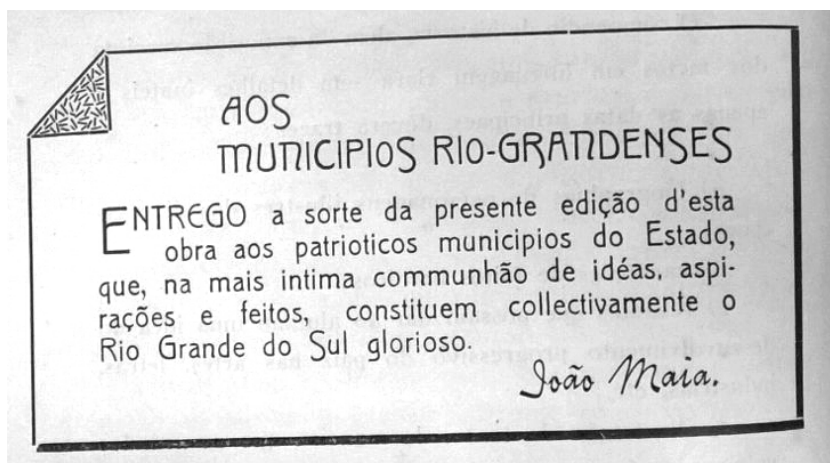 AOS
MUNICIPIOS RIO-GRANDENSES
ENTREGO a sorte da presente edição d'esta
obra aos patrioticos municipios do Estado,
que, na mais intima communhão de idéas, aspi-
rações e feitos, constituem collectivamente o
Rio Grande do Sul glorioso.
João Maia.